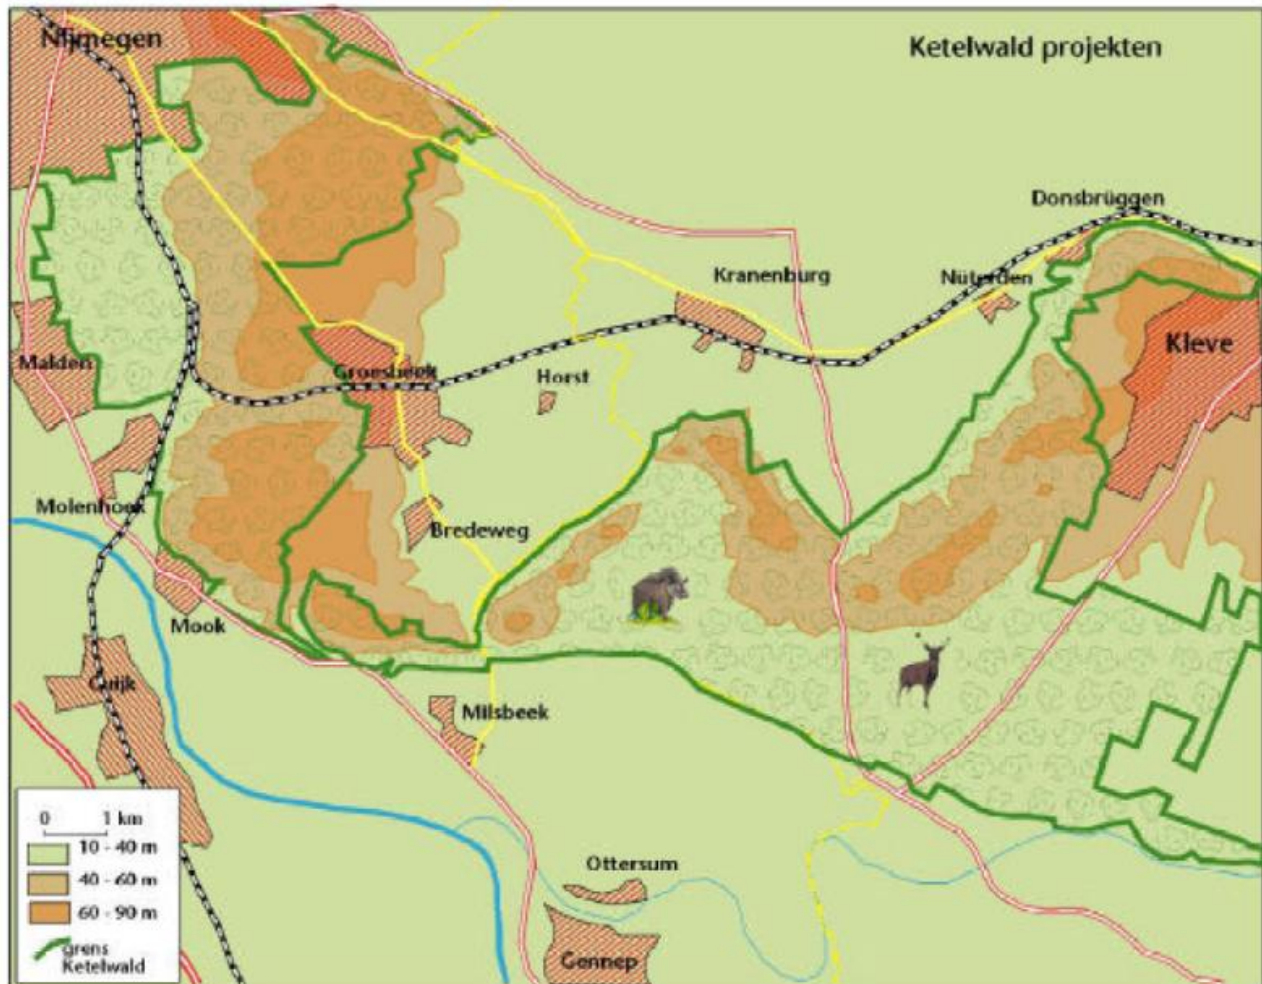 Nijmegen
Ketelwald projekten
Donsbrüggen
Kranenburg
Nüterden
Kleve
Malden
Groesbeek
Horst
Molenhoek
Bredeweg
Mook
Cuijk
Milsbeek
Ottersum
Gennep
0 1 km
10 - 40 m
40 - 60 m
60 - 90 m
grens
Ketelwald